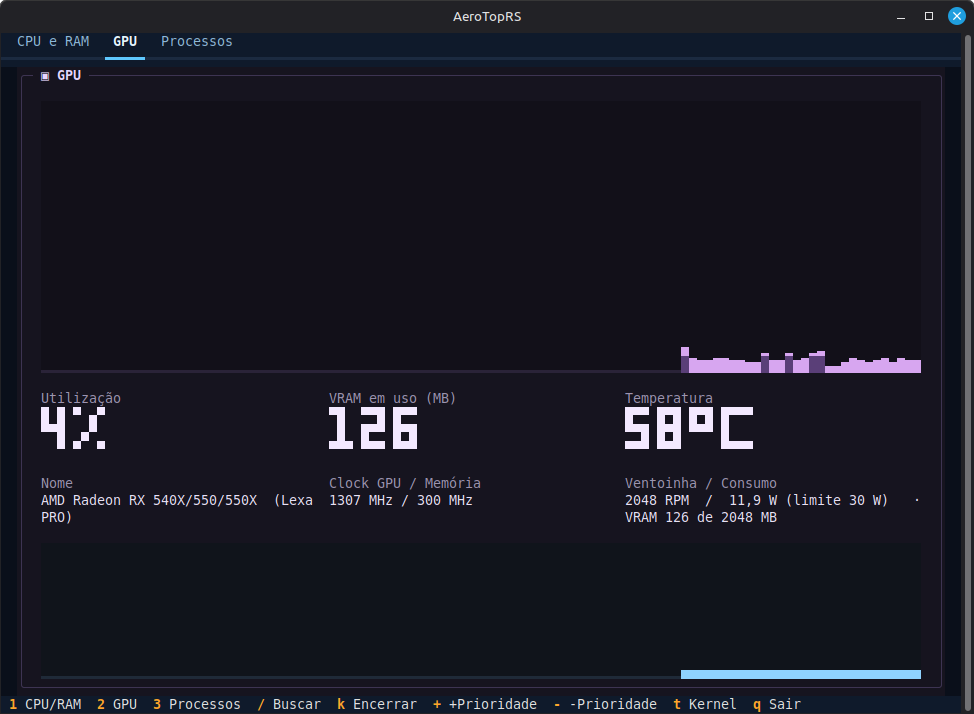 AeroTopRS
CPU e RAM GPU Processos
GPU
Utilização VRAM em uso (MB) Temperatura
4% 126 58ºC
Nome Clock GPU / Memória Ventoinha / Consumo
AMD Radeon RX 540X/550/550X (Lexa 1307 MHz / 300 MHz 2048 RPM / 11,9 W (limite 30 W) ·
PRO) VRAM 126 de 2048 MB
1 CPU/RAM 2 GPU 3 Processos / Buscar k Encerrar + +Prioridade - -Prioridade t Kernel q Sair